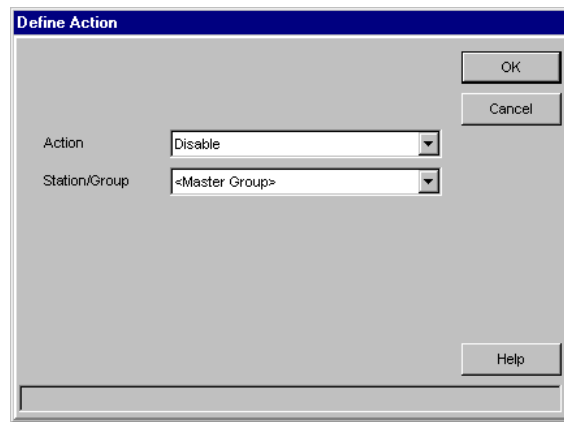 Define Action
OK
Cancel
Action Disable
Station/Group <Master Group>
Help